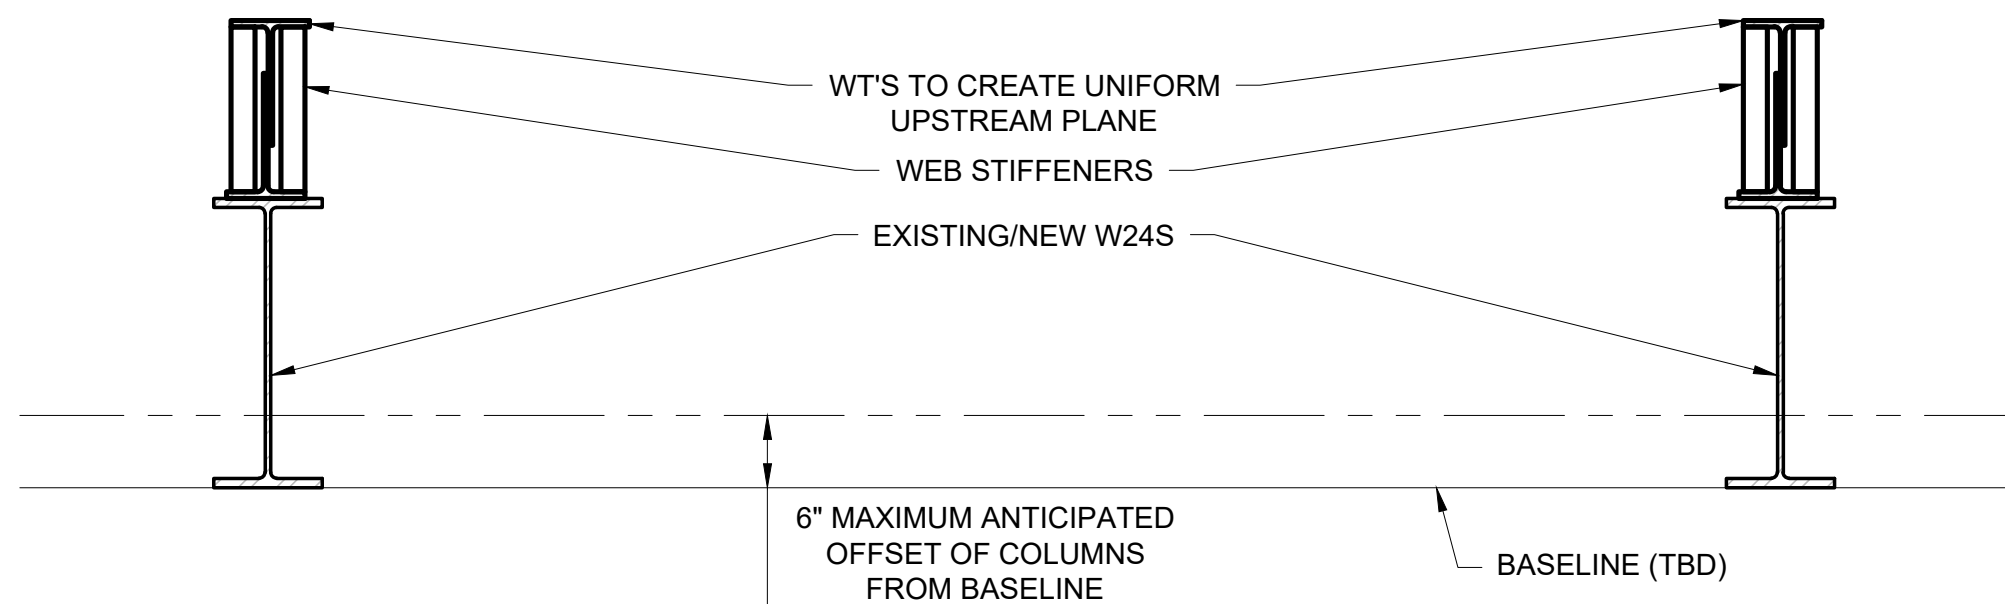 WT'S TO CREATE UNIFORM
UPSTREAM PLANE
WEB STIFFENERS
EXISTING/NEW W24S
6" MAXIMUM ANTICIPATED
OFFSET OF COLUMNS
FROM BASELINE
BASELINE (TBD)